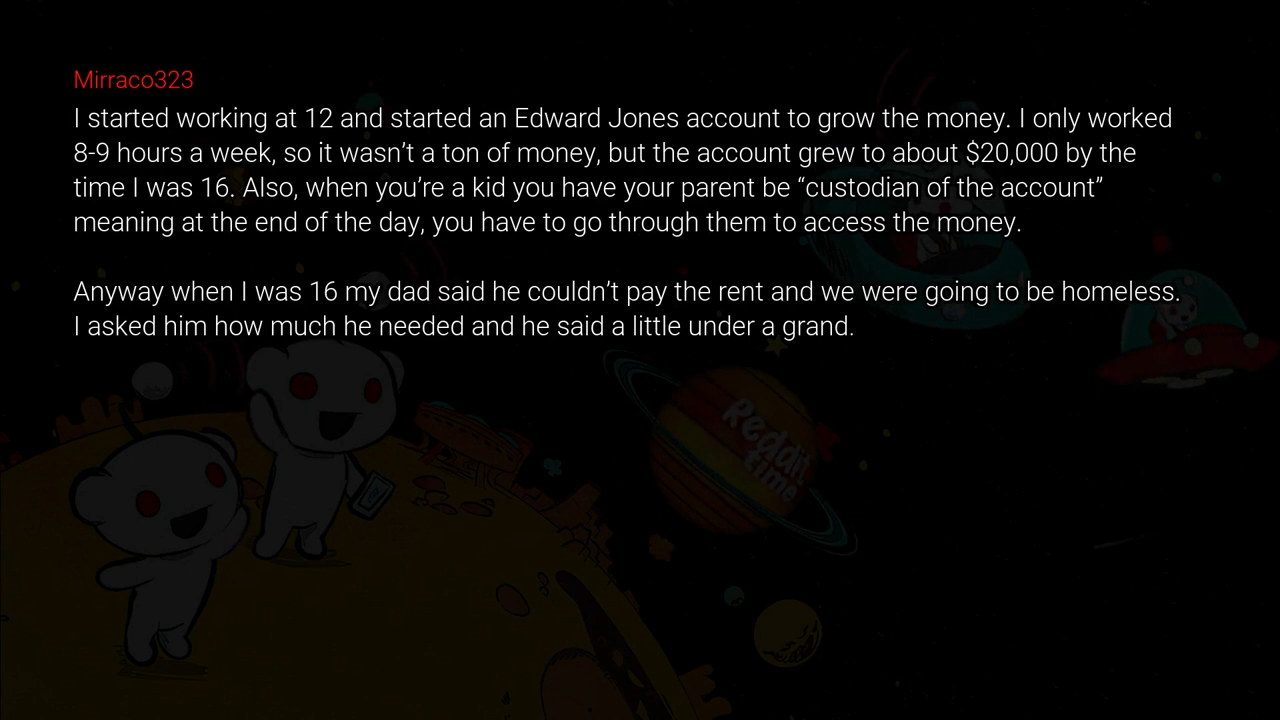 Mirraco323
I started working at 12 and started an Edward Jones account to grow the money. I only worked
8-9 hours a week, so it wasn’t a ton of money, but the account grew to about $20,000 by the
time I was 16. Also, when you’re a kid you have your parent be “custodian of the account”
meaning at the end of the day, you have to go through them to access the money.
Anyway when I was 16 my dad said he couldn’t pay the rent and we were going to be homeless.
I asked him how much he needed and he said a little under a grand.
Reddit
time